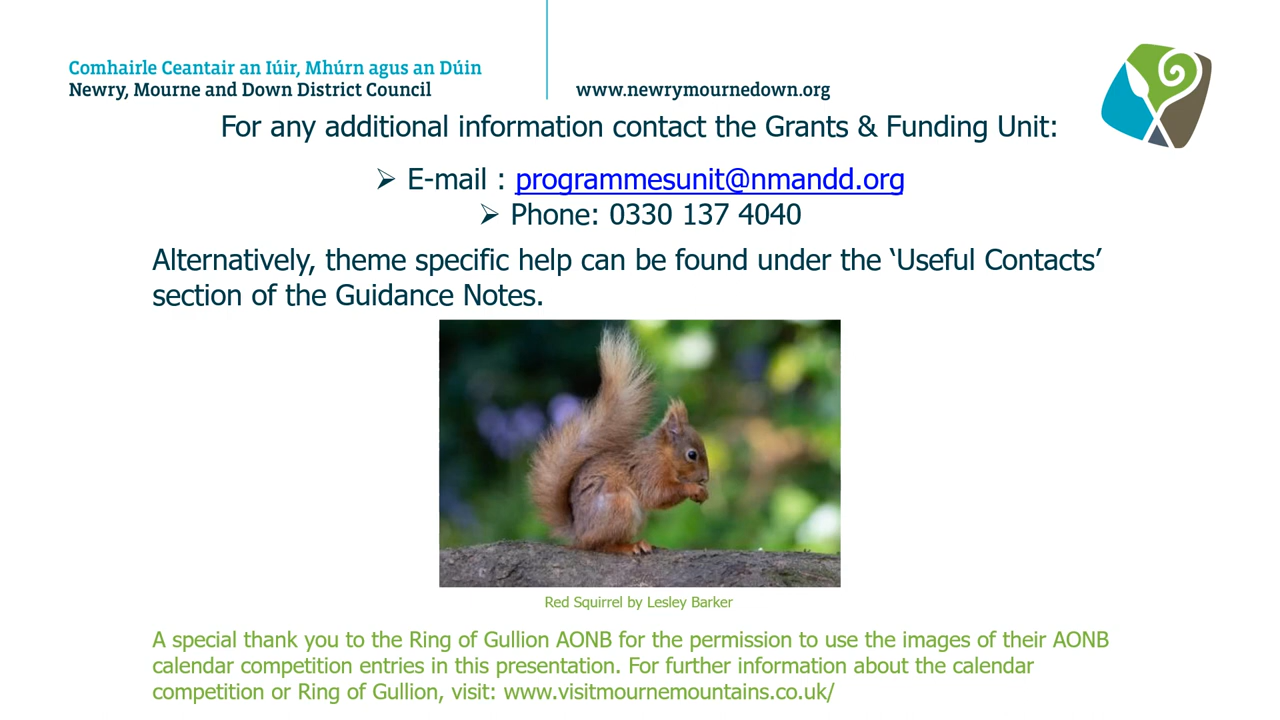 Comhairle Ceantair an Iúir, Mhúrn agus an Dúin
Newry, Mourne and Down District Council
www.newrymournedown.org
For any additional information contact the Grants & Funding Unit:
➢ E-mail : programmesunit@nmandd.org
➢ Phone: 0330 137 4040
Alternatively, theme specific help can be found under the ‘Useful Contacts’
section of the Guidance Notes.
Red Squirrel by Lesley Barker
A special thank you to the Ring of Gullion AONB for the permission to use the images of their AONB
calendar competition entries in this presentation. For further information about the calendar
competition or Ring of Gullion, visit: www.visitmournemountains.co.uk/